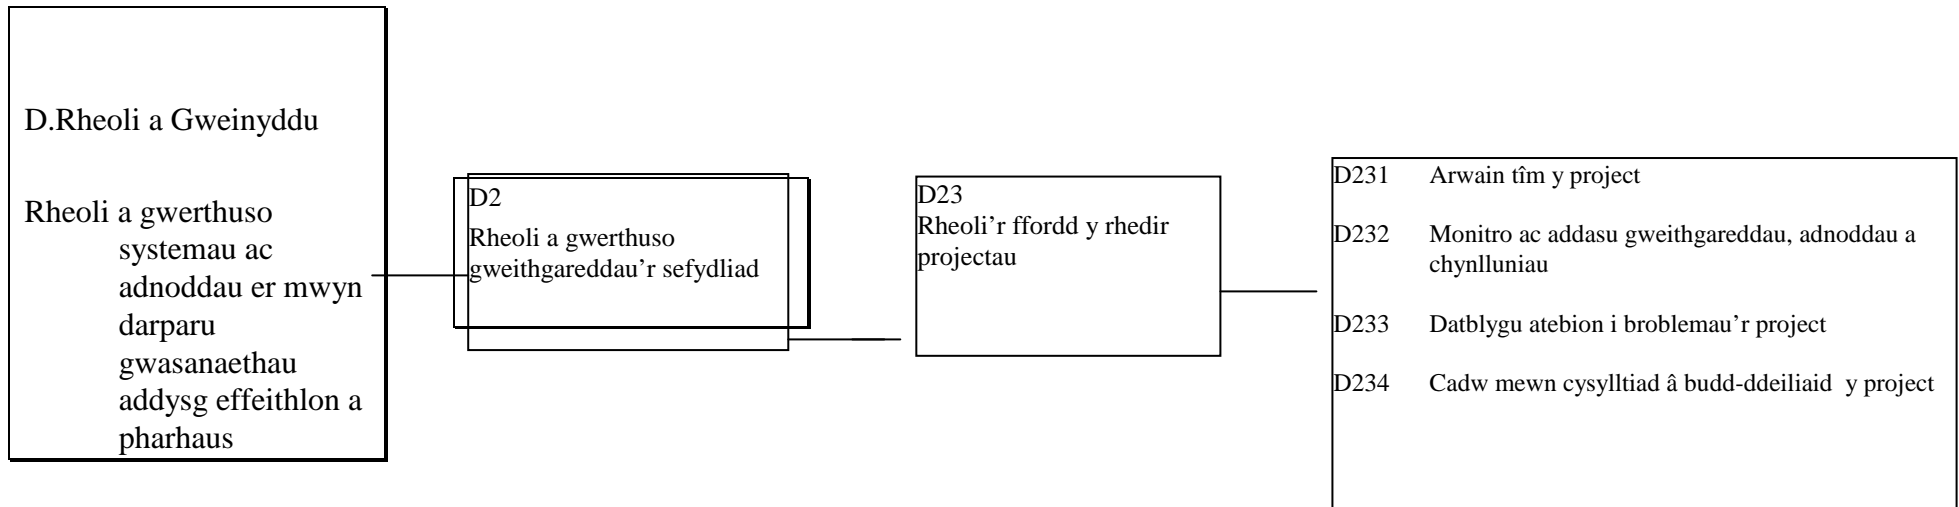 D.Rheoli a Gweinyddu
Rheoli a gwerthuso
systemau ac
adnoddau er mwyn
darparu
gwasanaethau
addysg effeithlon a
pharhaus
D2
Rheoli a gwerthuso
gweithgareddau'r sefydliad
D23
Rheoli'r ffordd y rhedir
projectau
D231 Arwain tîm y project
D232 Monitro ac addasu gweithgareddau, adnoddau a
chynlluniau
D233 Datblygu atebion i broblemau'r project
D234 Cadw mewn cysylltiad â budd-ddeiliaid y project